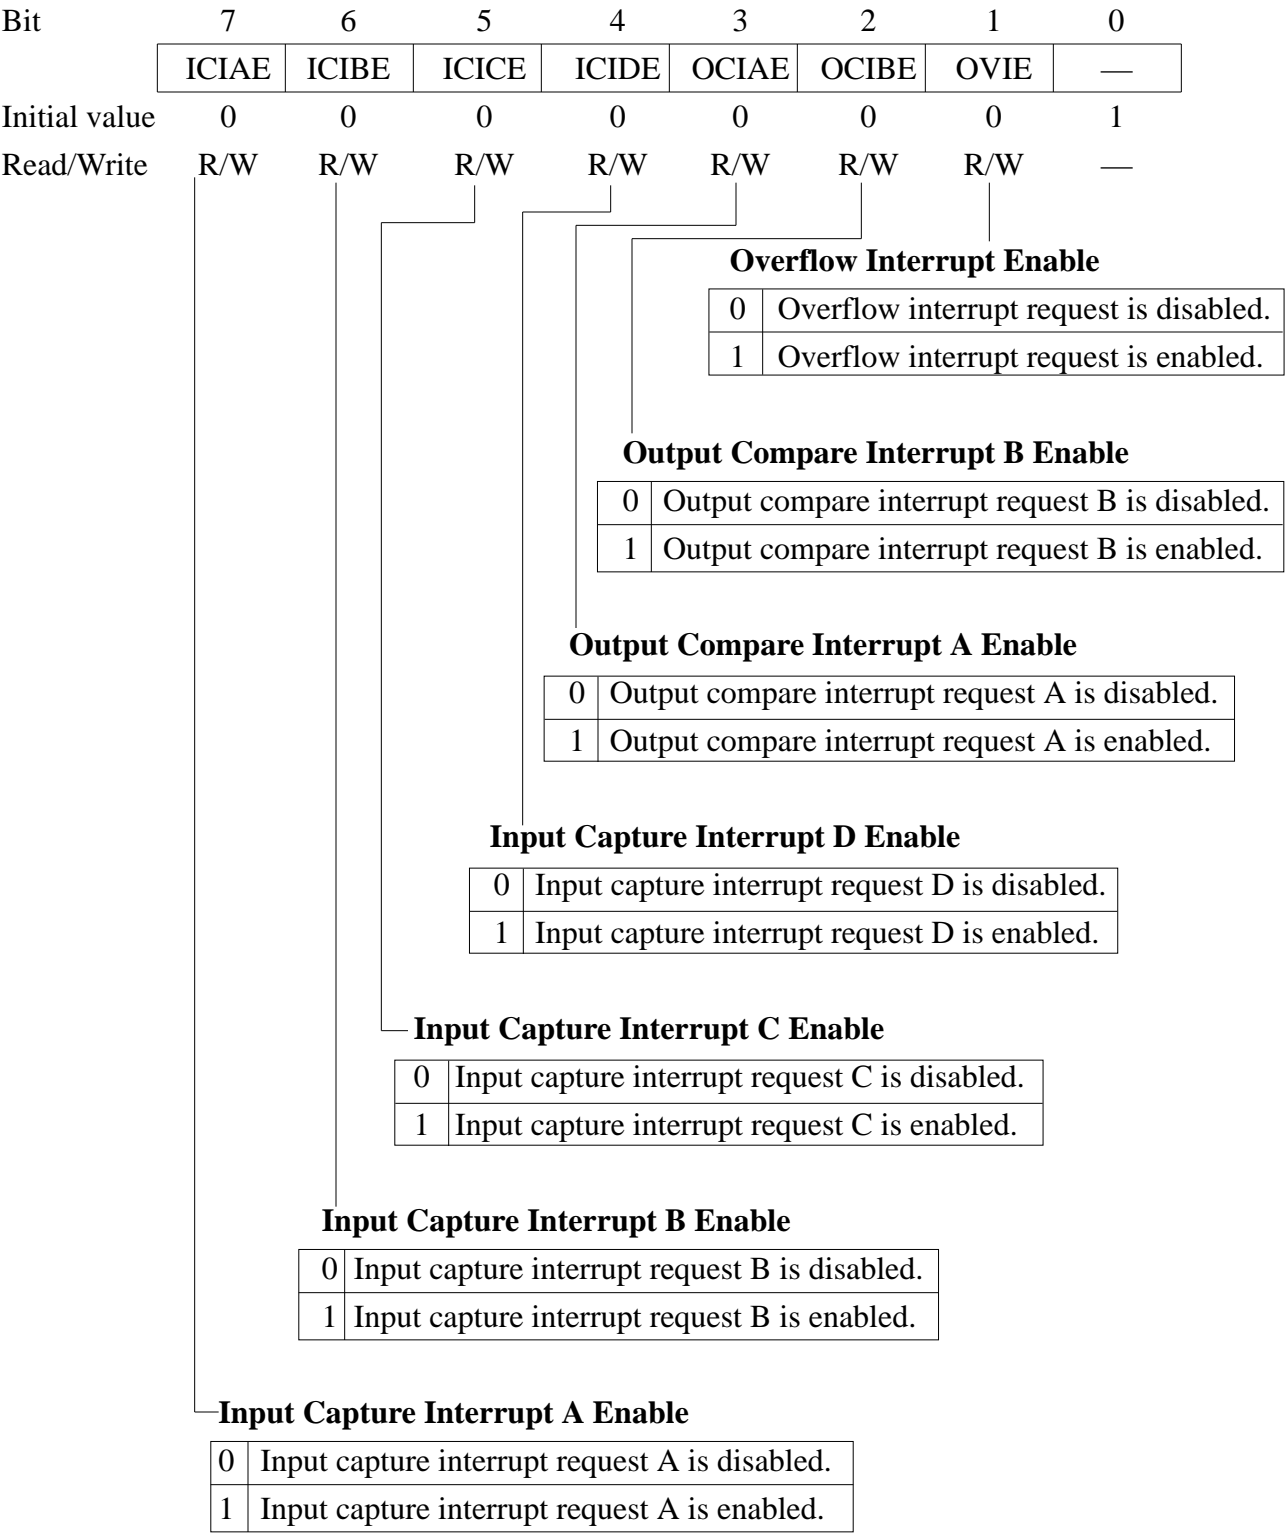 Bit 7 6 5 4 3 2 1 0
ICIAE ICIBE ICICE ICIDE OCIAE OCIBE OVIE —
Initial value 0 0 0 0 0 0 0 1
Read/Write R/W R/W R/W R/W R/W R/W R/W —
Overflow Interrupt Enable
0 Overflow interrupt request is disabled.
1 Overflow interrupt request is enabled.
Output Compare Interrupt B Enable
0 Output compare interrupt request B is disabled.
1 Output compare interrupt request B is enabled.
Output Compare Interrupt A Enable
0 Output compare interrupt request A is disabled.
1 Output compare interrupt request A is enabled.
Input Capture Interrupt D Enable
0 Input capture interrupt request D is disabled.
1 Input capture interrupt request D is enabled.
Input Capture Interrupt C Enable
0 Input capture interrupt request C is disabled.
1 Input capture interrupt request C is enabled.
Input Capture Interrupt B Enable
0 Input capture interrupt request B is disabled.
1 Input capture interrupt request B is enabled.
Input Capture Interrupt A Enable
0 Input capture interrupt request A is disabled.
1 Input capture interrupt request A is enabled.